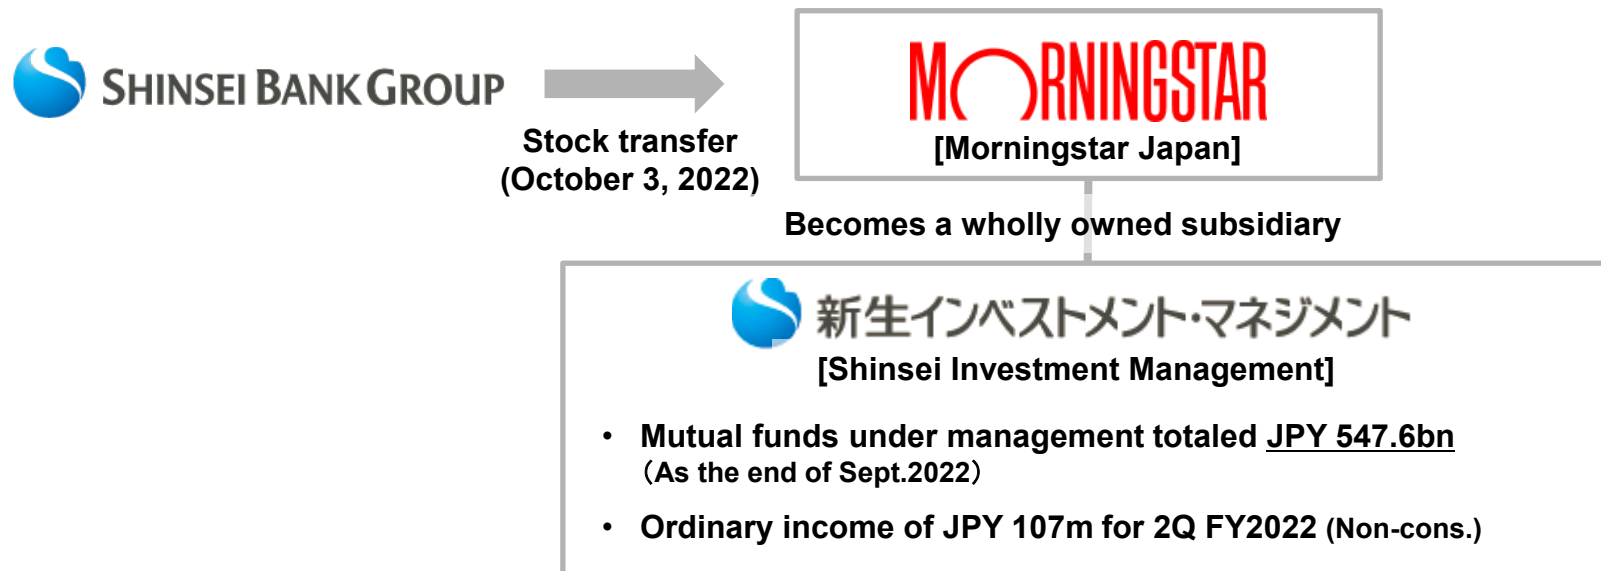 SHINSEI BANK GROUP
Stock transfer
(October 3, 2022)
MORNINGSTAR
[Morningstar Japan]
Becomes a wholly owned subsidiary
新生インベストメント・マネジメント
[Shinsei Investment Management]
• Mutual funds under management totaled JPY 547.6bn
（As the end of Sept.2022）
• Ordinary income of JPY 107m for 2Q FY2022 (Non-cons.)